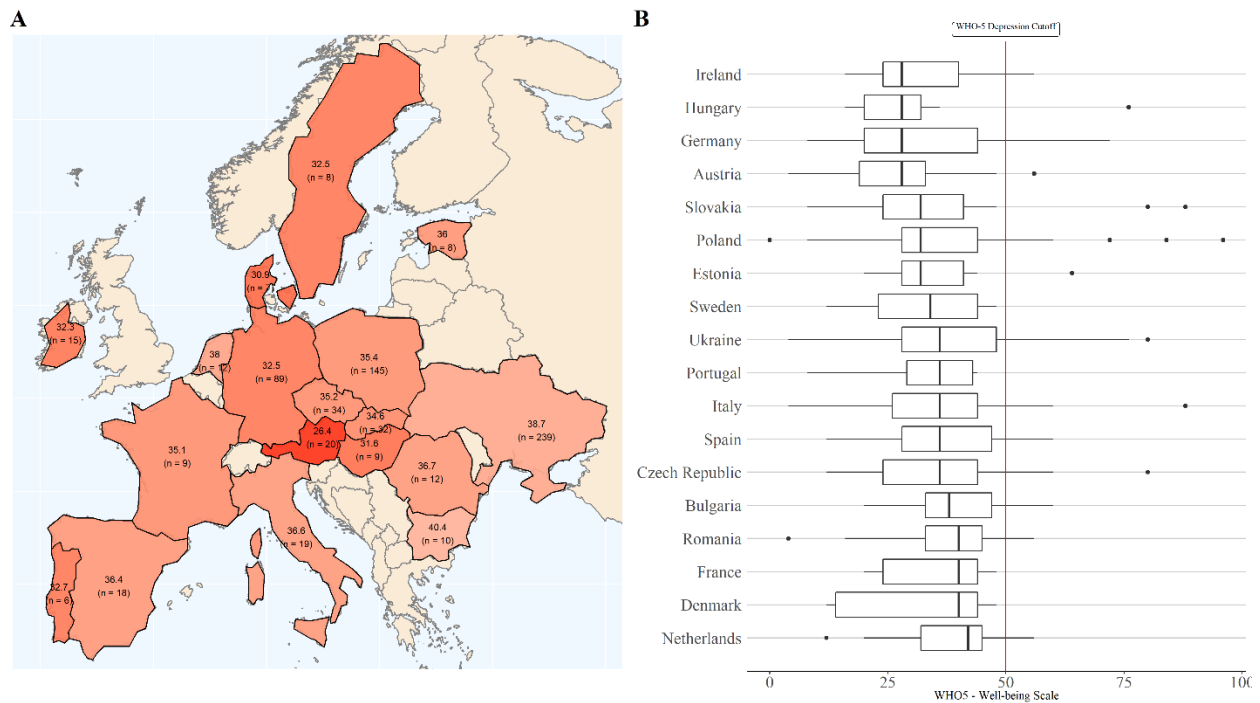 A
32.5
(n = 8)
36
(n = 8)
30.9
(n =
32.3
(n = 15)
38
(n = 12)
32.5
(n = 89)
35.4
(n = 145)
35.2
(n = 34)
34.6
(n = 32)
26.4
(n = 20)
31.6
(n = 9)
38.7
(n = 239)
35.1
(n = 9)
36.7
(n = 12)
40.4
(n = 10)
36.6
(n = 19)
36.4
(n = 18)
32.7
(n = 6)
B
WHO-5 Depression Cutoff
Ireland
Hungary
Germany
Austria
Slovakia
Poland
Estonia
Sweden
Ukraine
Portugal
Italy
Spain
Czech Republic
Bulgaria
Romania
France
Denmark
Netherlands
0 25 50 75 100
WHO5 - Well-being Scale